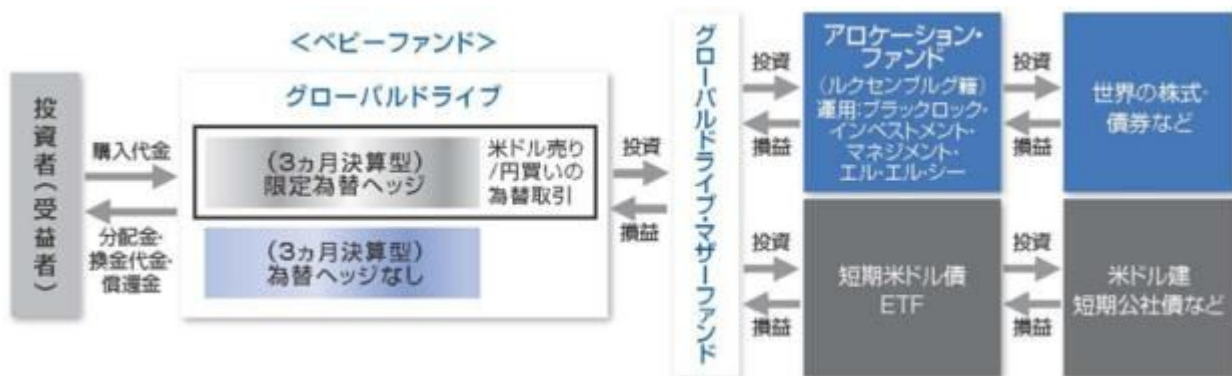 投資者(受益者)
購入代金
分配金・
換金代金・
償還金
<ベビーファンド>
グローバルドライブ
(3ヵ月決算型)
限定為替ヘッジ
米ドル売り
/円買いの
為替取引
(3ヵ月決算型)
為替ヘッジなし
投資
損益
グローバルドライブ・マザーファンド
投資
損益
アロケーション・
ファンド
(ルクセンブルグ籍)
運用:ブラックロック・
インベストメント・
マネジメント・
エル・エル・シー
投資
損益
世界の株式・
債券など
投資
損益
短期米ドル債
ETF
投資
損益
米ドル建
短期公社債など